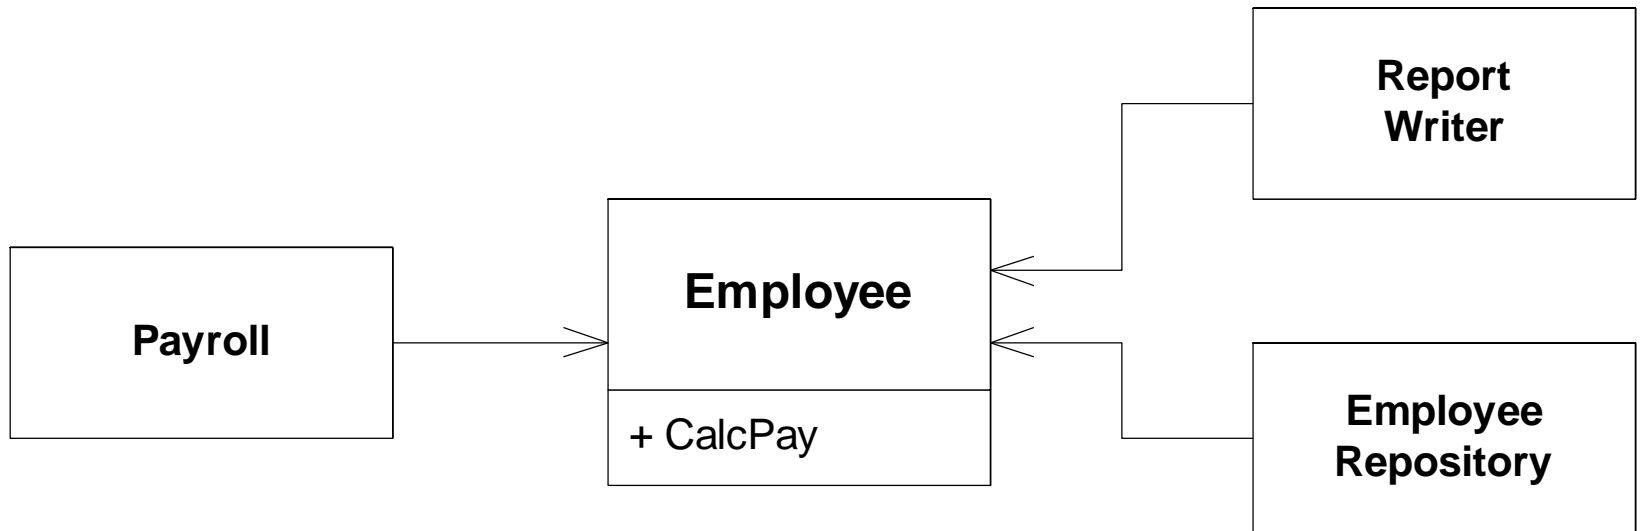 Report
Writer
Employee
Payroll
+ CalcPay
Employee
Repository